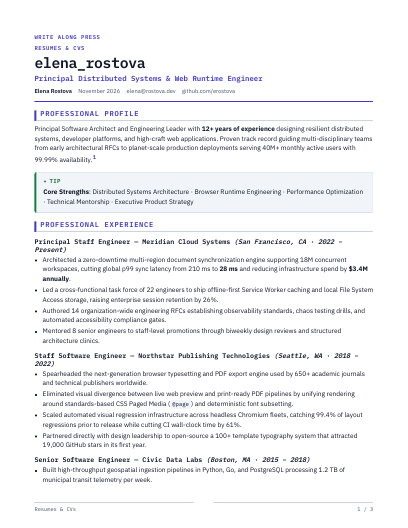 WRITE ALONG PRESS
RESUMES & CVS
elena_rostova
Principal Distributed Systems & Web Runtime Engineer
Elena Rostova November 2026 elena@rostova.dev github.com/erostova
PROFESSIONAL PROFILE
Principal Software Architect and Engineering Leader with 12+ years of experience designing resilient distributed
systems, developer platforms, and high-craft web applications. Proven track record guiding multi-disciplinary teams
from early architectural RFCs to planet-scale production deployments serving 40M+ monthly active users with
99.99% availability.1
• TIP
Core Strengths: Distributed Systems Architecture · Browser Runtime Engineering · Performance Optimization
· Technical Mentorship · Executive Product Strategy
PROFESSIONAL EXPERIENCE
Principal Staff Engineer — Meridian Cloud Systems (San Francisco, CA · 2022 –
Present)
• Architected a zero-downtime multi-region document synchronization engine supporting 18M concurrent
workspaces, cutting global p99 sync latency from 210 ms to 28 ms and reducing infrastructure spend by $3.4M
annually.
• Led a cross-functional task force of 22 engineers to ship offline-first Service Worker caching and local File System
Access storage, raising enterprise session retention by 26%.
• Authored 14 organization-wide engineering RFCs establishing observability standards, chaos testing drills, and
automated accessibility compliance gates.
• Mentored 8 senior engineers to staff-level promotions through biweekly design reviews and structured
architecture clinics.
Staff Software Engineer — Northstar Publishing Technologies (Seattle, WA · 2018 –
2022)
• Spearheaded the next-generation browser typesetting and PDF export engine used by 650+ academic journals
and technical publishers worldwide.
• Eliminated visual divergence between live web preview and print-ready PDF pipelines by unifying rendering
around standards-based CSS Paged Media (@page) and deterministic font subsetting.
• Scaled automated visual regression infrastructure across headless Chromium fleets, catching 99.4% of layout
regressions prior to release while cutting CI wall-clock time by 61%.
• Partnered directly with design leadership to open-source a 100+ template typography system that attracted
19,000 GitHub stars in its first year.
Senior Software Engineer — Civic Data Labs (Boston, MA · 2015 – 2018)
• Built high-throughput geospatial ingestion pipelines in Python, Go, and PostgreSQL processing 1.2 TB of
municipal transit telemetry per week.
Resumes & CVs
1 / 3